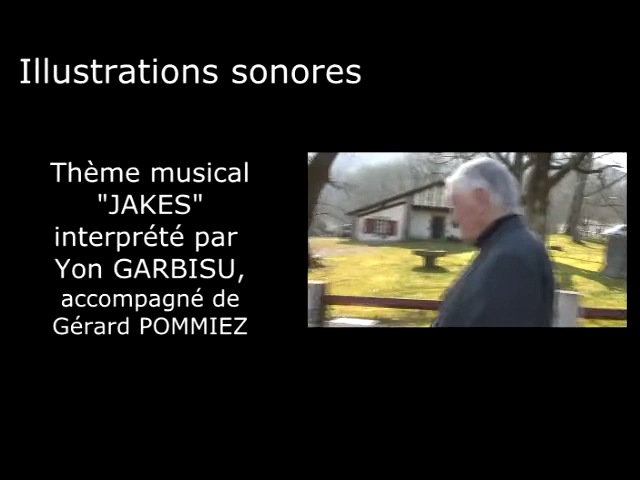 Illustrations sonores
Thème musical
"JAKES"
interprété par
Yon GARBISU,
accompagné de
Gérard POMMIEZ